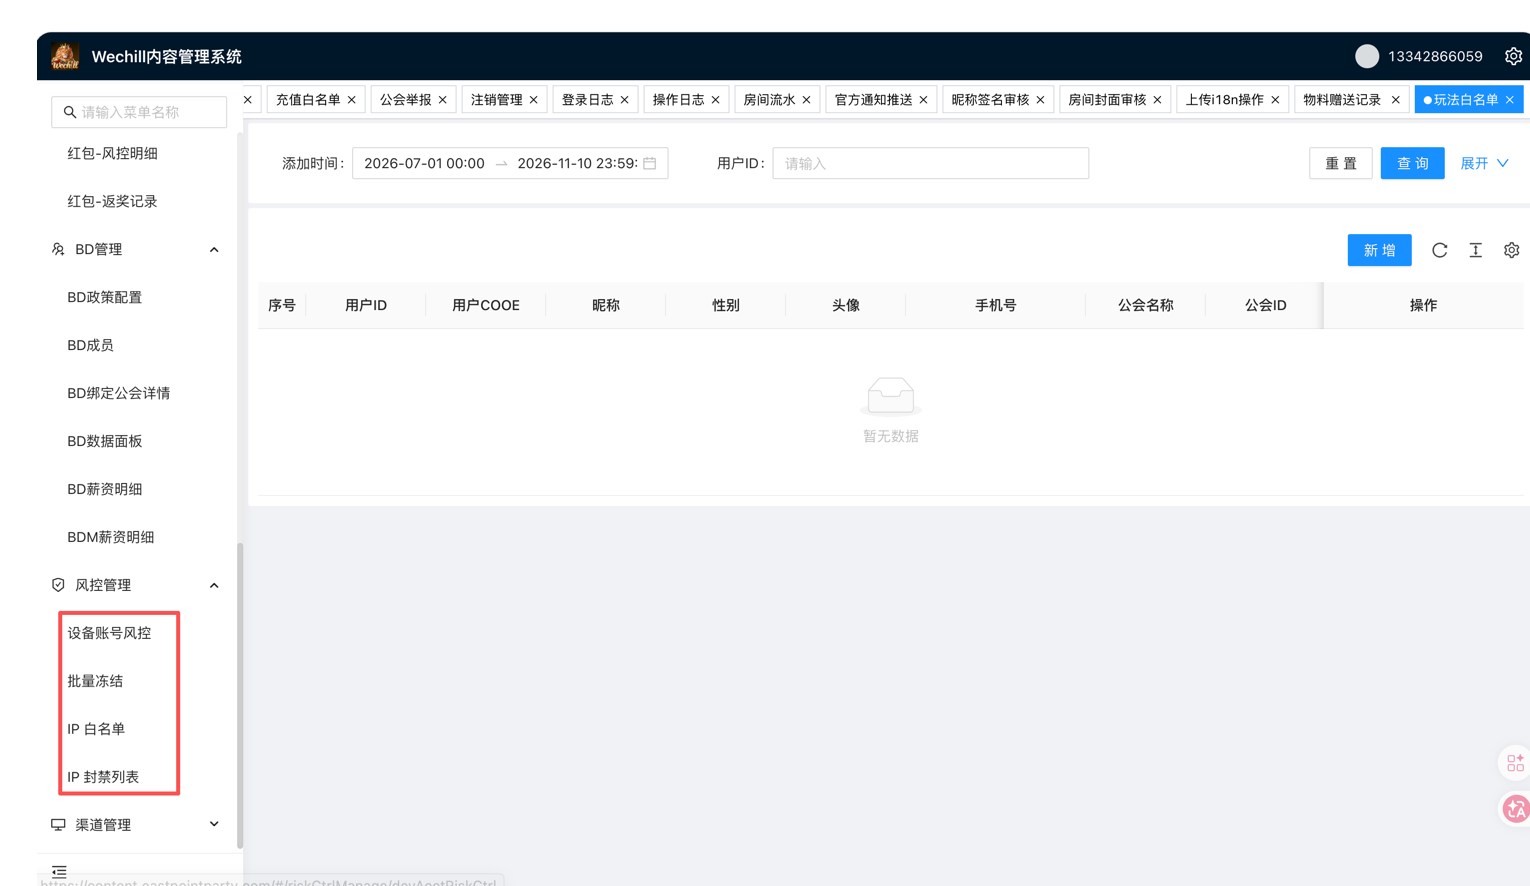 Wechill内容管理系统
13342866059
请输入菜单名称
充值白名单
公会举报
注销管理
登录日志
操作日志
房间流水
官方通知推送
昵称签名审核
房间封面审核
上传i18n操作
物料赠送记录
玩法白名单
红包-风控明细
红包-返奖记录
BD管理
BD政策配置
BD成员
BD绑定公会详情
BD数据面板
BD薪资明细
BDM薪资明细
风控管理
设备账号风控
批量冻结
IP 白名单
IP 封禁列表
渠道管理
添加时间:
2026-07-01 00:00
2026-11-10 23:59:
用户ID:
请输入
重 置
查 询
展开
新 增
序号
用户ID
用户COOE
昵称
性别
头像
手机号
公会名称
公会ID
操作
暂无数据
https://content.eastpointparty.com/#/riskCtrlManage/devAcctRiskCtrl